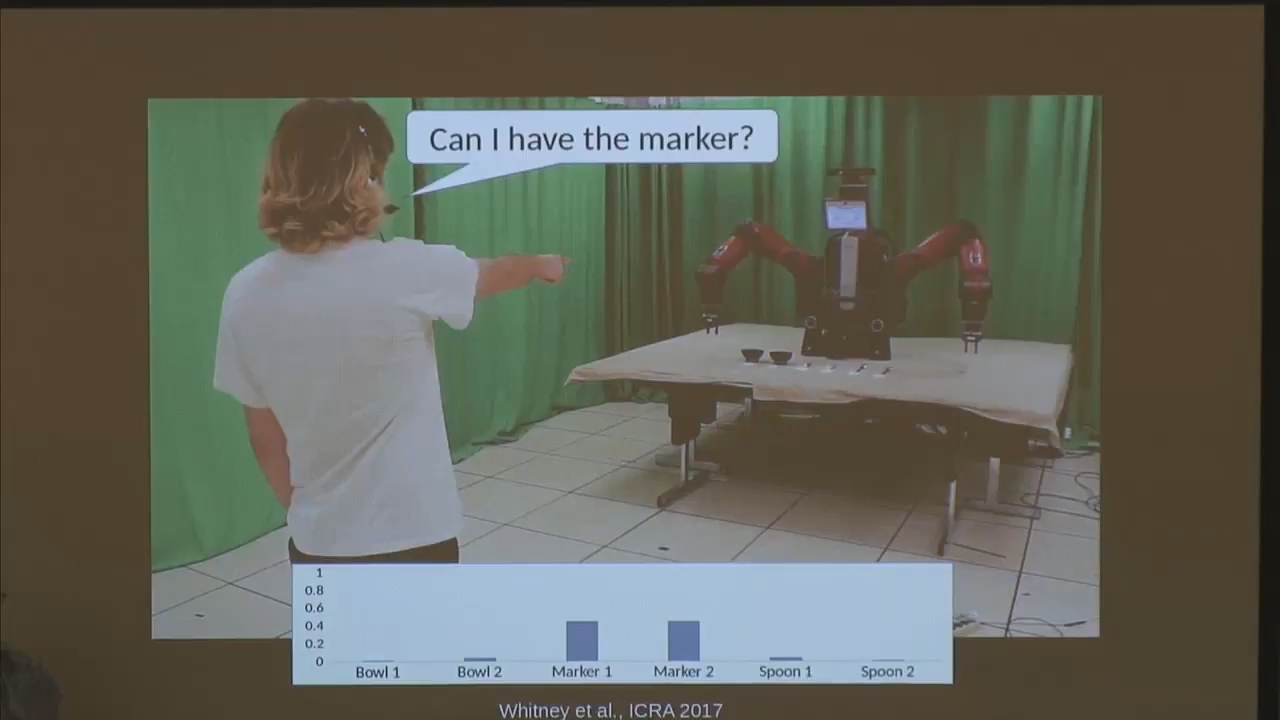 Can I have the marker?
1
0.8
0.6
0.4
0.2
0
Bowl 1 Bowl 2 Marker 1 Marker 2 Spoon 1 Spoon 2
Whitney et al., ICRA 2017